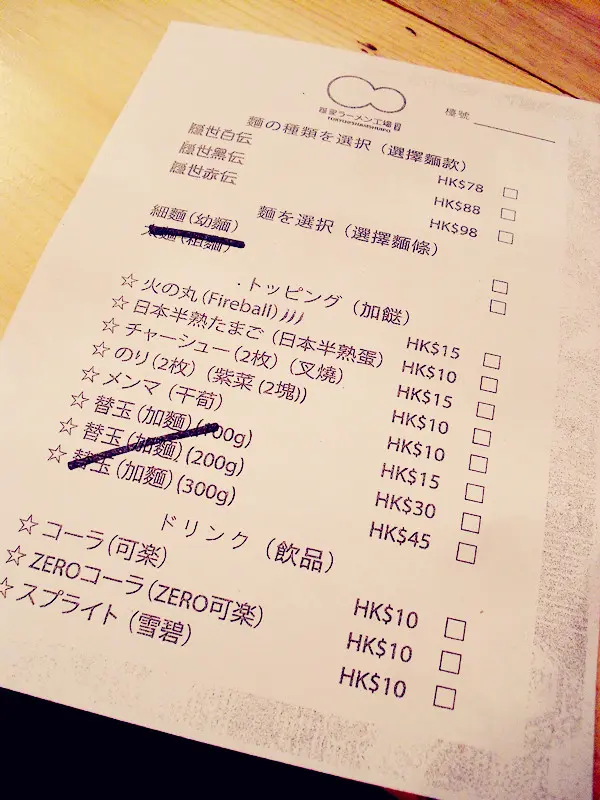 隱家ラーメン工場
檯號
麵の種類を選択（選擇麵款）
隠世白伝 HK$78
隠世黒伝 HK$88
隠世赤伝 HK$98
麺を選択（選擇麵條）
細麺(幼麵)
太麺(粗麵)
.トッピング（加餸）
☆ 火の丸(Fireball) HK$15
☆ 日本半熟たまご（日本半熟蛋） HK$10
☆ チャーシュー(2枚)（叉燒） HK$15
☆ のり(2枚)（紫菜(2塊)) HK$10
☆ メンマ（干荀） HK$10
☆ 替玉(加麵)(100g) HK$15
☆ 替玉(加麵)(200g) HK$30
☆ 替玉(加麵)(300g) HK$45
ドリンク（飲品）
☆ コーラ(可楽) HK$10
☆ ZEROコーラ(ZERO可楽) HK$10
☆ スプライト（雪碧） HK$10